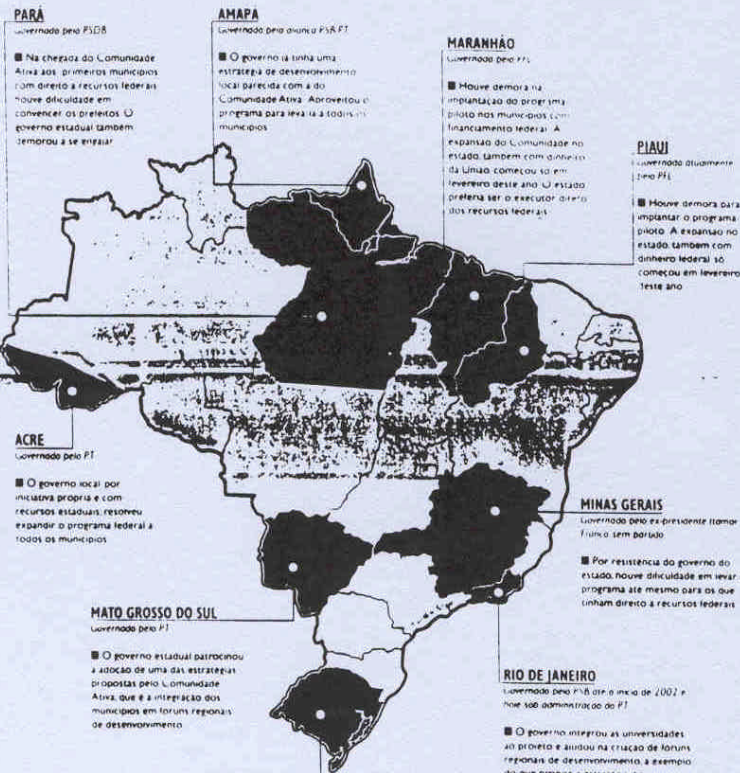 PARÁ
Governado pelo PSDB
■ Na chegada do Comunidade
Ativa aos primeiros municípios
com direito a recursos federais
houve dificuldade em
convencer os prefeitos O
governo estadual também
demorou a se engajar
AMAPÁ
Governado pela aliança PSB PT
■ O governo já tinha uma
estratégia de desenvolvimento
local parecida com a do
Comunidade Ativa Aproveitou o
programa para levá-la a todos os
municípios
MARANHÃO
Governado pelo PFL
■ Houve demora na
implantação do programa
piloto nos municípios com
financiamento federal A
expansão do Comunidade no
estado, também com dinheiro
da União, começou só em
fevereiro deste ano O estado
preferia ser o executor direto
dos recursos federais
PIAUÍ
Governado atualmente
pelo PFL
■ Houve demora para
implantar o programa
piloto A expansão no
estado, também com
dinheiro federal só
começou em fevereiro
deste ano
ACRE
Governado pelo PT
■ O governo local por
iniciativa própria e com
recursos estaduais, resolveu
expandir o programa federal a
todos os municípios
MINAS GERAIS
Governado pelo ex-presidente Itamar
Franco sem partido
■ Por resistência do governo do
estado, houve dificuldade em levar
programa até mesmo para os que
tinham direito a recursos federais
MATO GROSSO DO SUL
Governado pelo PT
■ O governo estadual patrocinou
a adoção de uma das estratégias
propostas pelo Comunidade
Ativa, que é a integração dos
municípios em fóruns regionais
de desenvolvimento
RIO DE JANEIRO
Governado pelo PSB até o início de 2002 e
hoje sob administração do PT
■ O governo integrou as universidades
ao projeto e ajudou na criação de fóruns
regionais de desenvolvimento, a exemplo
do que